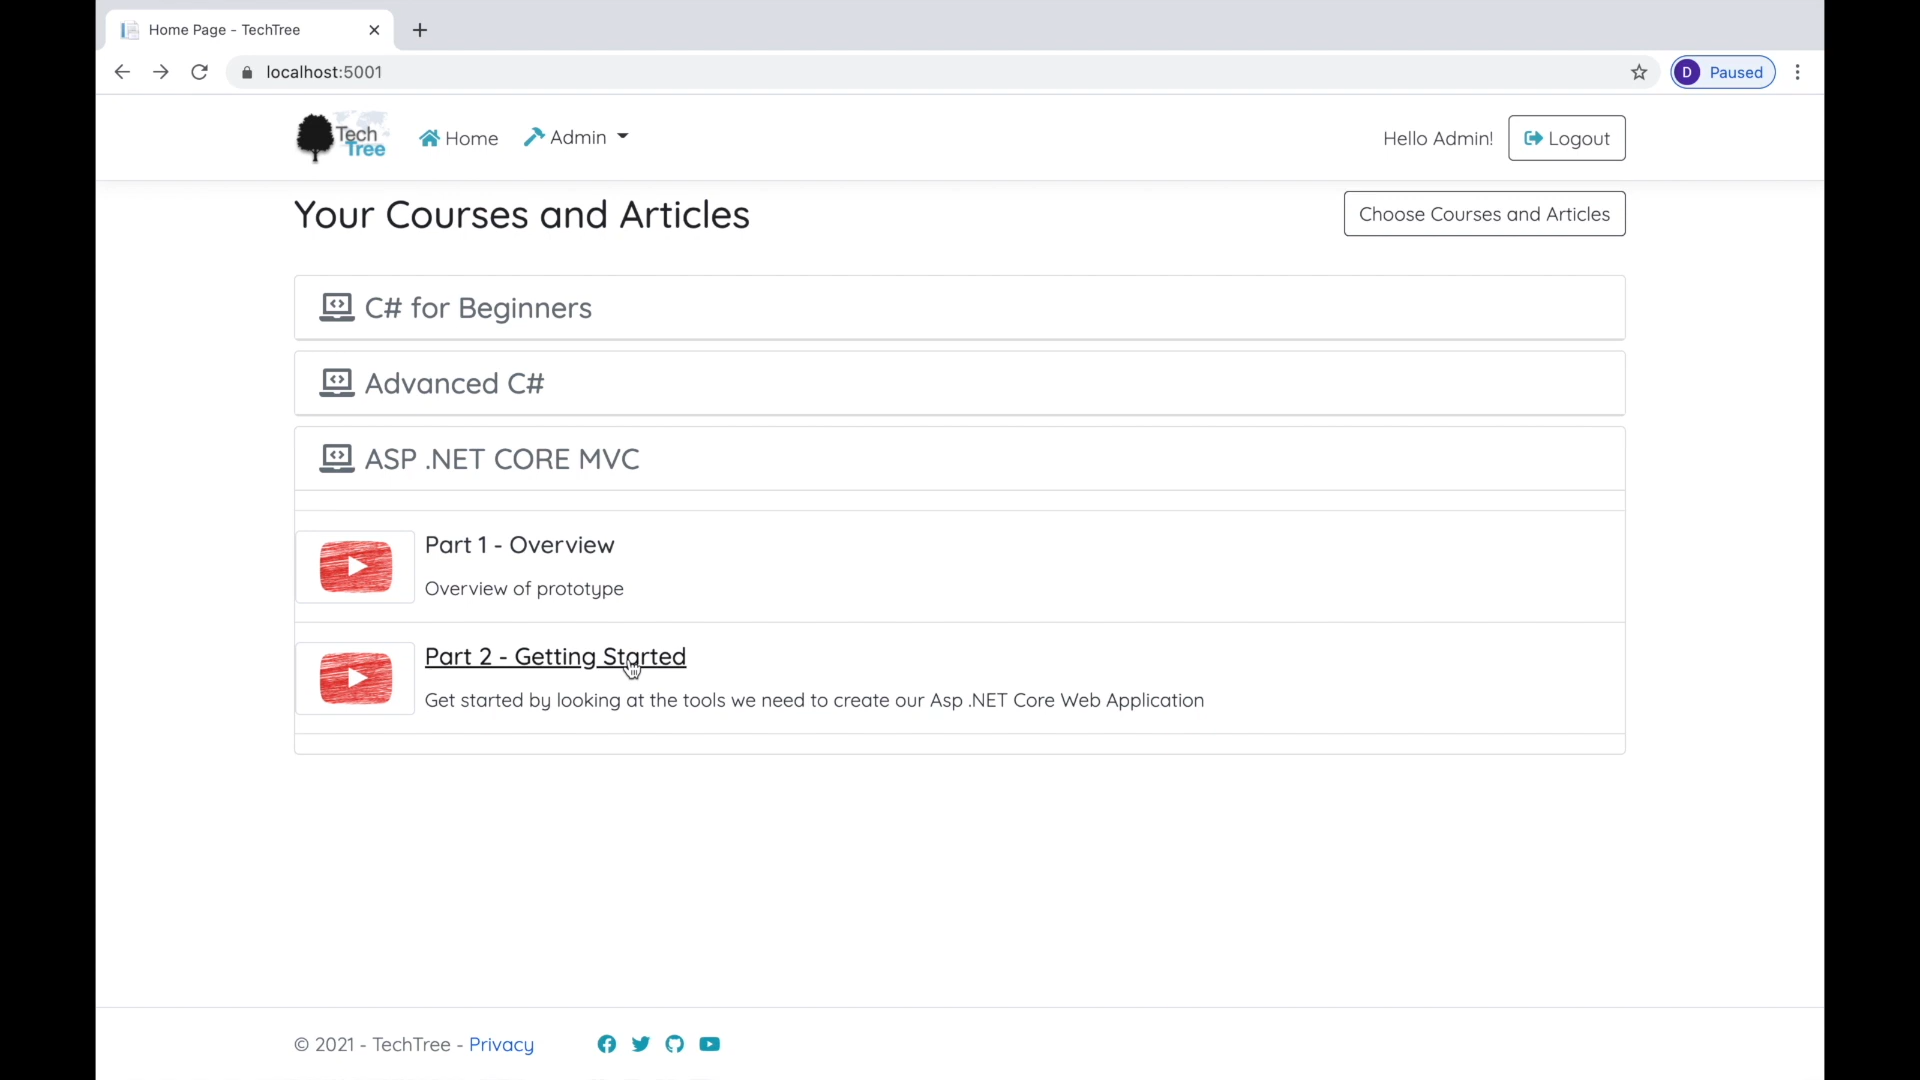 Home Page - TechTree
localhost:5001
D Paused
Tech
Tree
Home
Admin
Hello Admin!
Logout
Your Courses and Articles
Choose Courses and Articles
C# for Beginners
Advanced C#
ASP .NET CORE MVC
Part 1 - Overview
Overview of prototype
Part 2 - Getting Started
Get started by looking at the tools we need to create our Asp .NET Core Web Application
© 2021 - TechTree - Privacy